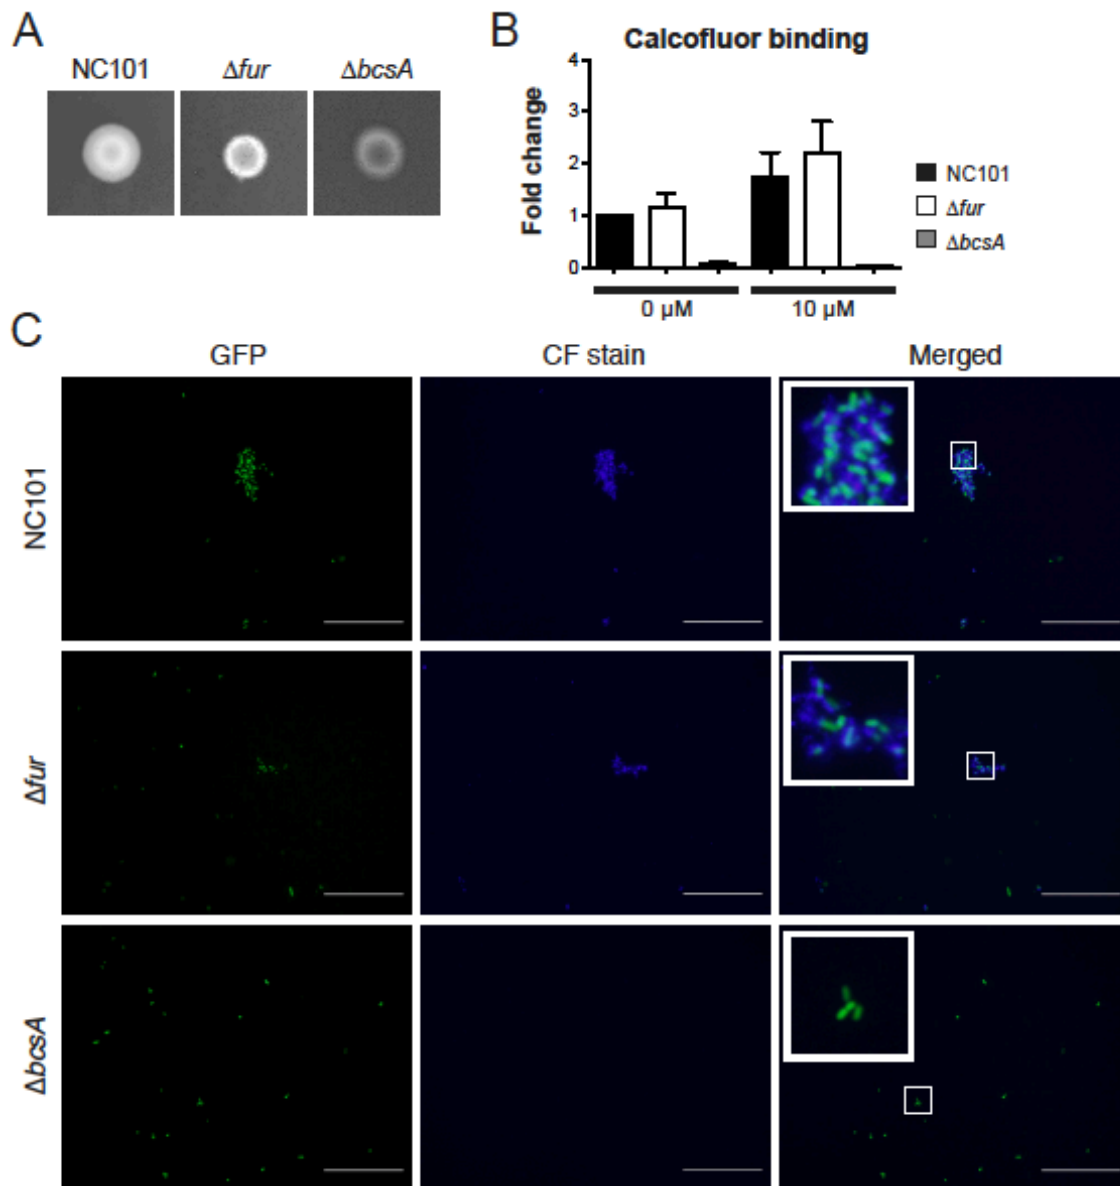 A
NC101
Δfur
ΔbcsA
B
Calcofluor binding
Fold change
4
3
2
1
0
0 μM
10 μM
NC101
Δfur
ΔbcsA
C
GFP
CF stain
Merged
NC101
Δfur
ΔbcsA